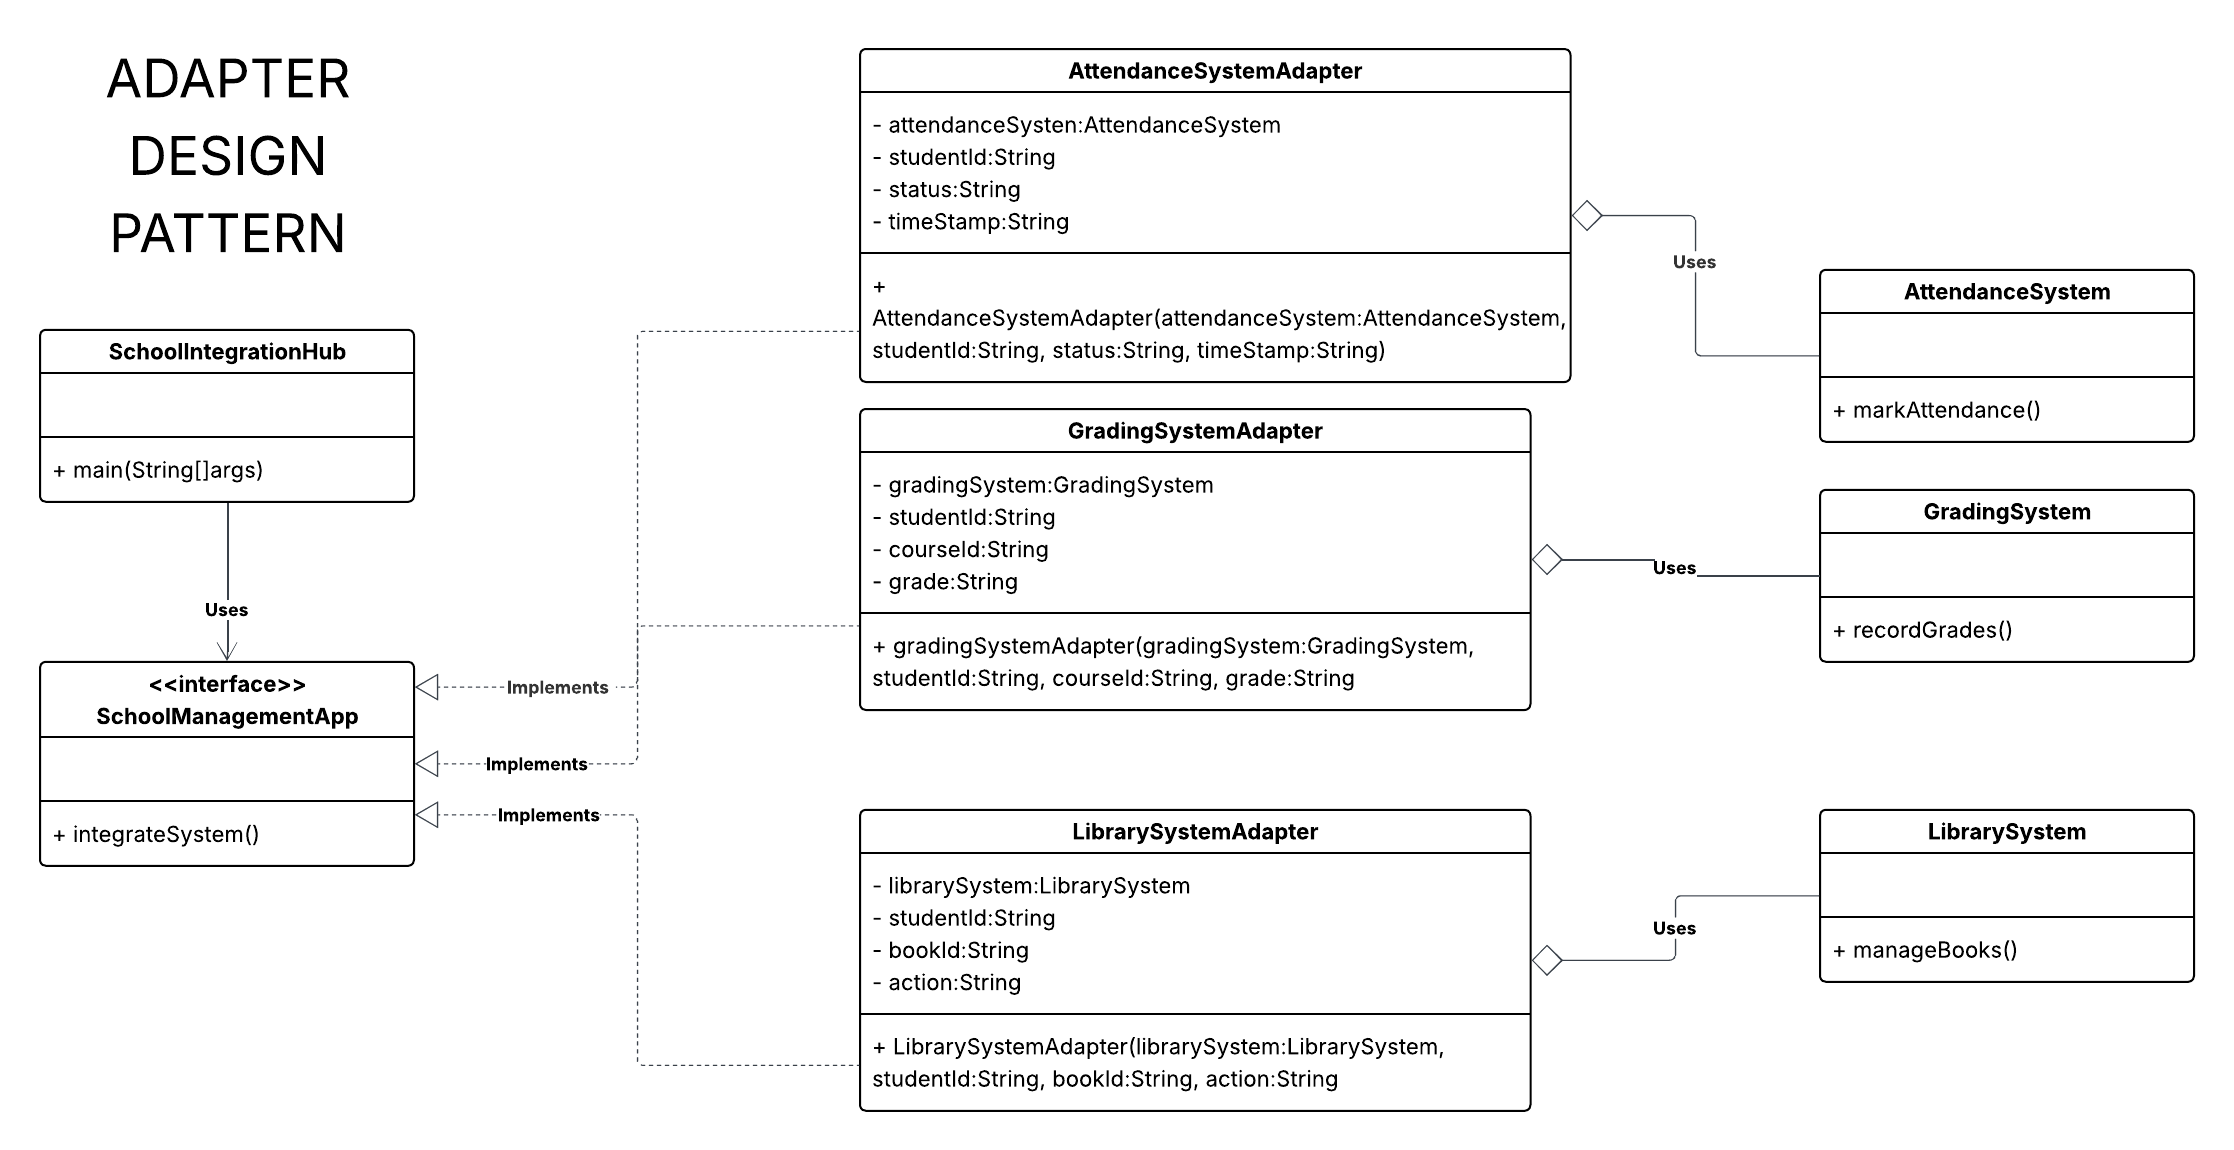 ADAPTER
DESIGN
PATTERN
SchoolIntegrationHub
+ main(String[]args)
Uses
<<interface>>
SchoolManagementApp
+ integrateSystem()
Implements
Implements
Implements
AttendanceSystemAdapter
- attendanceSysten:AttendanceSystem
- studentId:String
- status:String
- timeStamp:String
+
AttendanceSystemAdapter(attendanceSystem:AttendanceSystem,
studentId:String, status:String, timeStamp:String)
Uses
AttendanceSystem
+ markAttendance()
GradingSystemAdapter
- gradingSystem:GradingSystem
- studentId:String
- courseId:String
- grade:String
+ gradingSystemAdapter(gradingSystem:GradingSystem,
studentId:String, courseId:String, grade:String
Uses
GradingSystem
+ recordGrades()
LibrarySystemAdapter
- librarySystem:LibrarySystem
- studentId:String
- bookId:String
- action:String
+ LibrarySystemAdapter(librarySystem:LibrarySystem,
studentId:String, bookId:String, action:String
Uses
LibrarySystem
+ manageBooks()